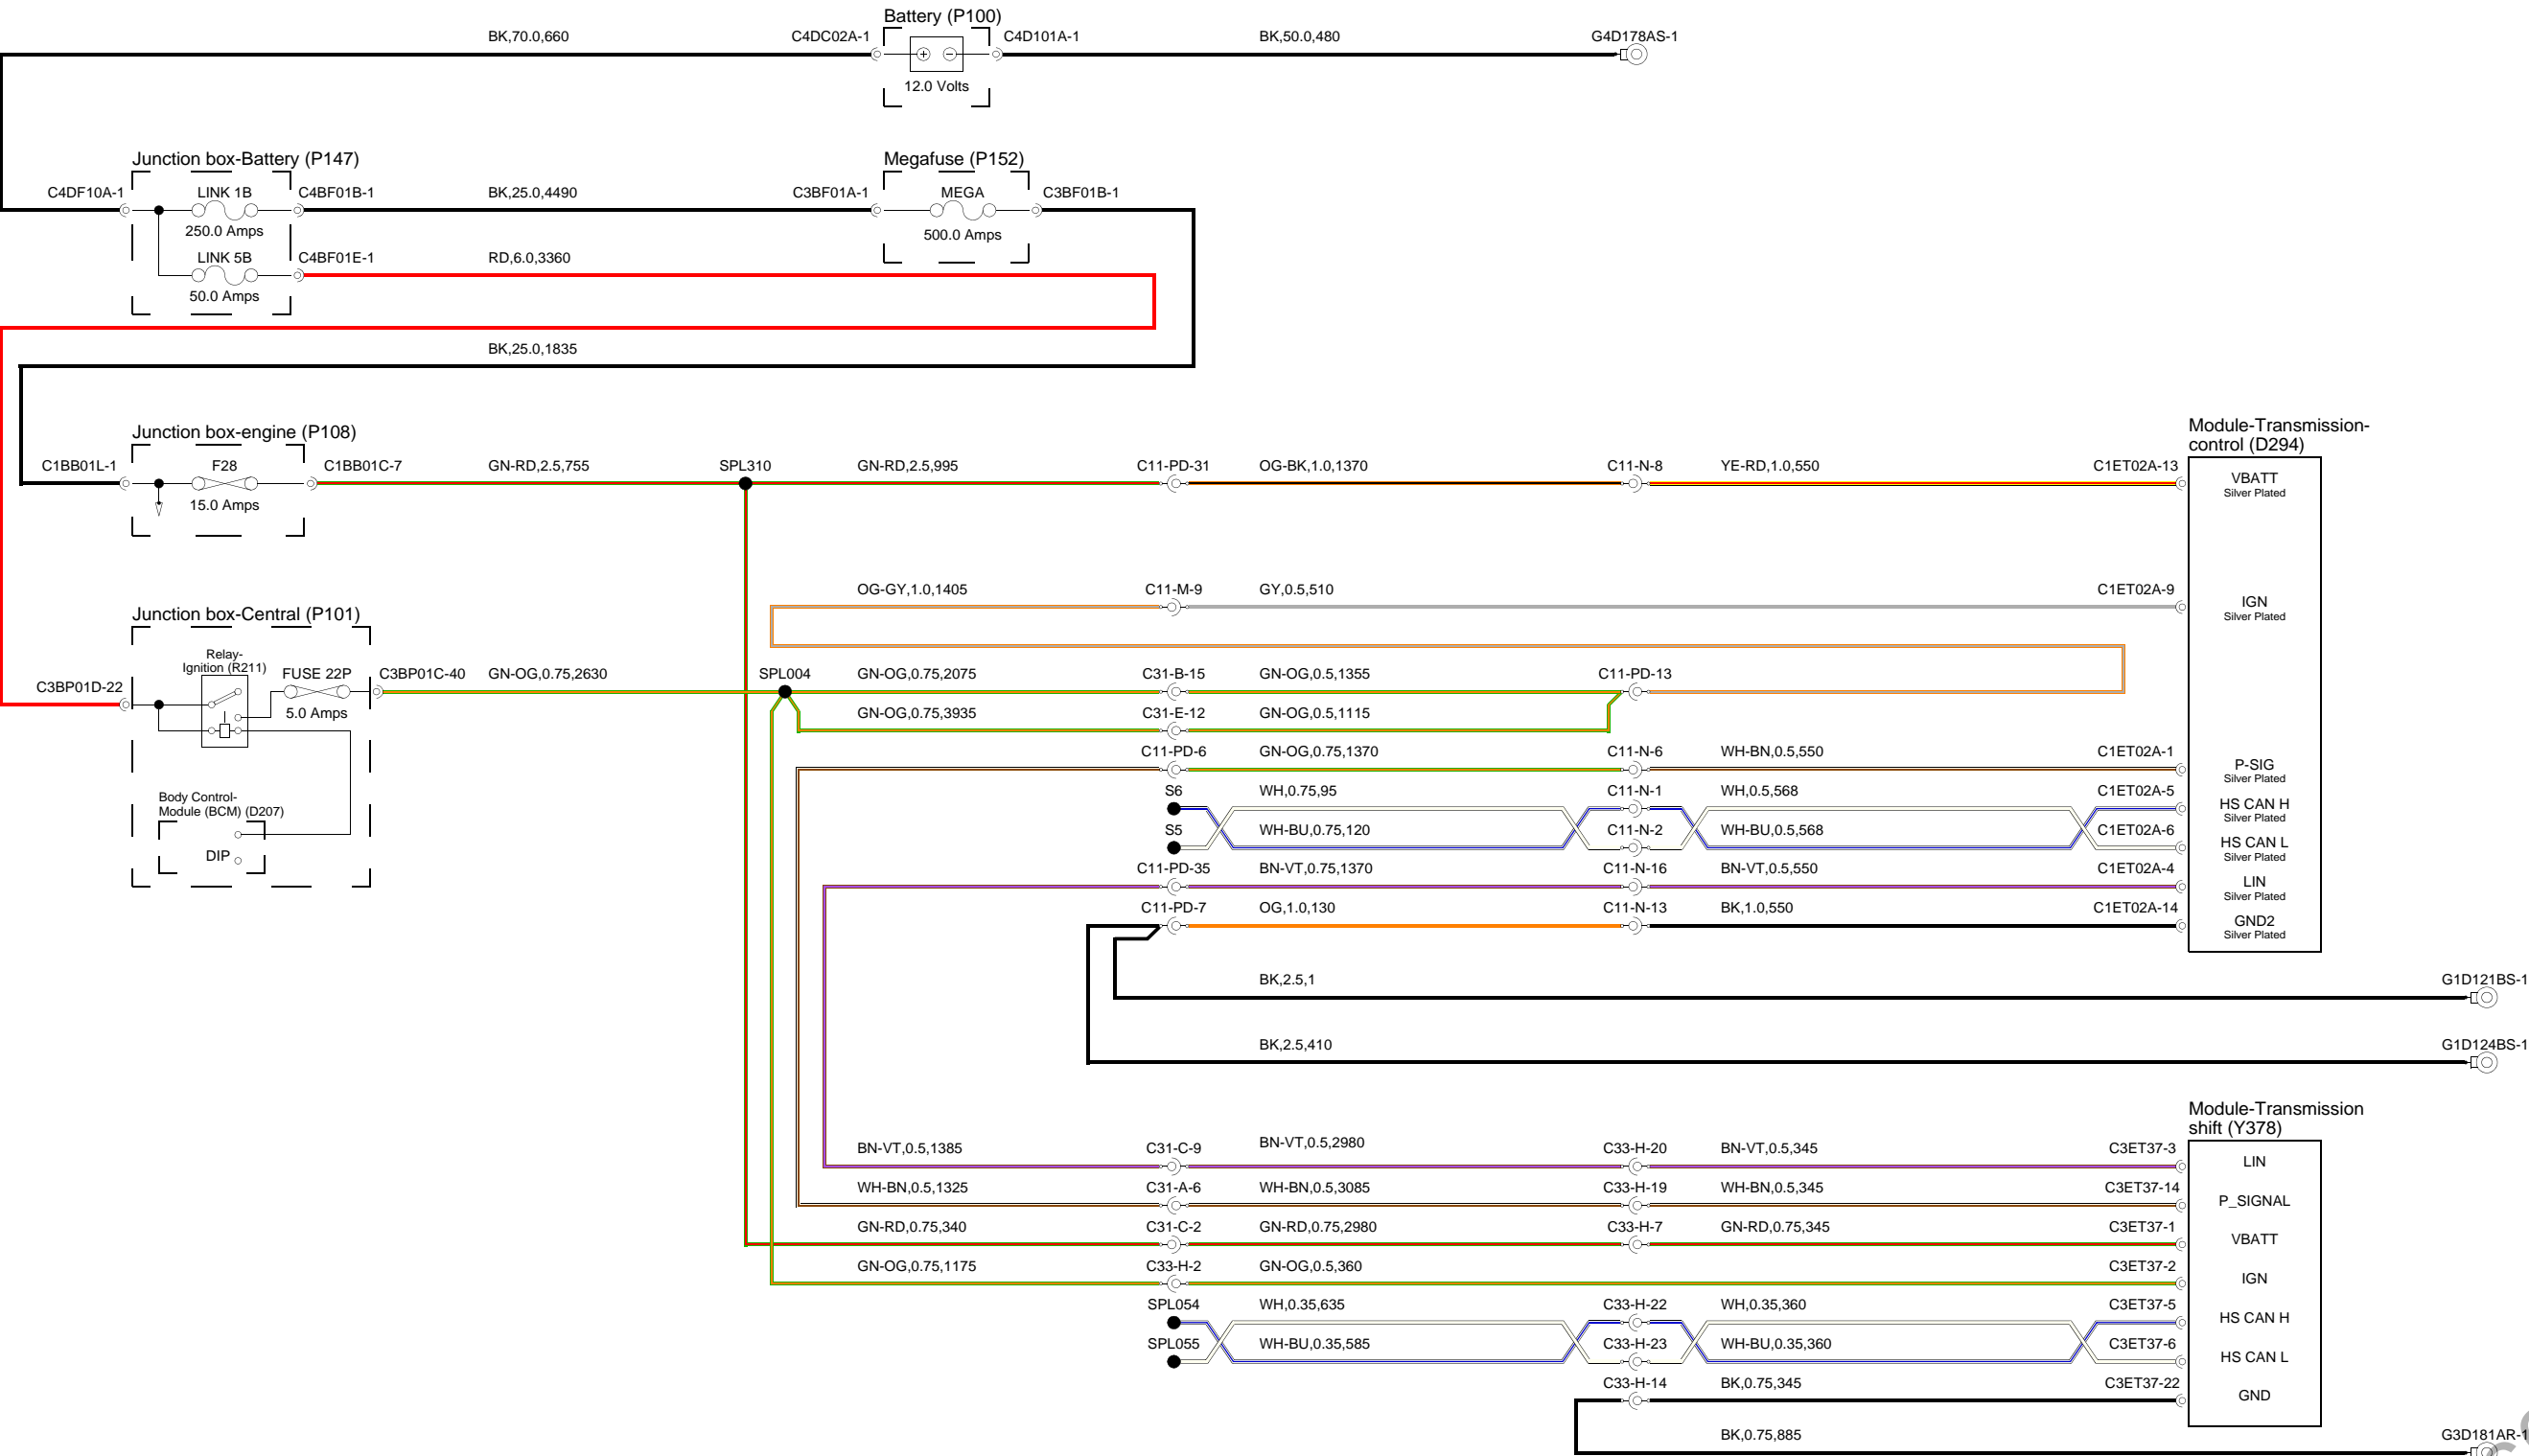 Battery (P100)
BK,70.0,660
C4DC02A-1
C4D101A-1
BK,50.0,480
G4D178AS-1
12.0 Volts
Junction box-Battery (P147)
Megafuse (P152)
C4DF10A-1
LINK 1B
C4BF01B-1
BK,25.0,4490
C3BF01A-1
MEGA
C3BF01B-1
250.0 Amps
500.0 Amps
LINK 5B
C4BF01E-1
RD,6.0,3360
50.0 Amps
BK,25.0,1835
Junction box-engine (P108)
Module-Transmission-
control (D294)
C1BB01L-1
F28
C1BB01C-7
GN-RD,2.5,755
SPL310
GN-RD,2.5,995
C11-PD-31
OG-BK,1.0,1370
C11-N-8
YE-RD,1.0,550
C1ET02A-13
VBATT
Silver Plated
15.0 Amps
OG-GY,1.0,1405
C11-M-9
GY,0.5,510
C1ET02A-9
IGN
Silver Plated
Junction box-Central (P101)
Relay-
Ignition (R211)
FUSE 22P
C3BP01C-40
GN-OG,0.75,2630
SPL004
GN-OG,0.75,2075
C31-B-15
GN-OG,0.5,1355
C11-PD-13
C3BP01D-22
5.0 Amps
GN-OG,0.75,3935
C31-E-12
GN-OG,0.5,1115
C11-PD-6
GN-OG,0.75,1370
C11-N-6
WH-BN,0.5,550
C1ET02A-1
P-SIG
Silver Plated
Body Control-
Module (BCM) (D207)
DIP
S6
WH,0.75,95
C11-N-1
WH,0.5,568
C1ET02A-5
HS CAN H
Silver Plated
S5
WH-BU,0.75,120
C11-N-2
WH-BU,0.5,568
C1ET02A-6
HS CAN L
Silver Plated
C11-PD-35
BN-VT,0.75,1370
C11-N-16
BN-VT,0.5,550
C1ET02A-4
LIN
Silver Plated
C11-PD-7
OG,1.0,130
C11-N-13
BK,1.0,550
C1ET02A-14
GND2
Silver Plated
BK,2.5,1
G1D121BS-1
BK,2.5,410
G1D124BS-1
Module-Transmission
shift (Y378)
BN-VT,0.5,1385
C31-C-9
BN-VT,0.5,2980
C33-H-20
BN-VT,0.5,345
C3ET37-3
LIN
WH-BN,0.5,1325
C31-A-6
WH-BN,0.5,3085
C33-H-19
WH-BN,0.5,345
C3ET37-14
P_SIGNAL
GN-RD,0.75,340
C31-C-2
GN-RD,0.75,2980
C33-H-7
GN-RD,0.75,345
C3ET37-1
VBATT
GN-OG,0.75,1175
C33-H-2
GN-OG,0.5,360
C3ET37-2
IGN
SPL054
WH,0.35,635
C33-H-22
WH,0.35,360
C3ET37-5
HS CAN H
SPL055
WH-BU,0.35,585
C33-H-23
WH-BU,0.35,360
C3ET37-6
HS CAN L
C33-H-14
BK,0.75,345
C3ET37-22
GND
BK,0.75,885
G3D181AR-1